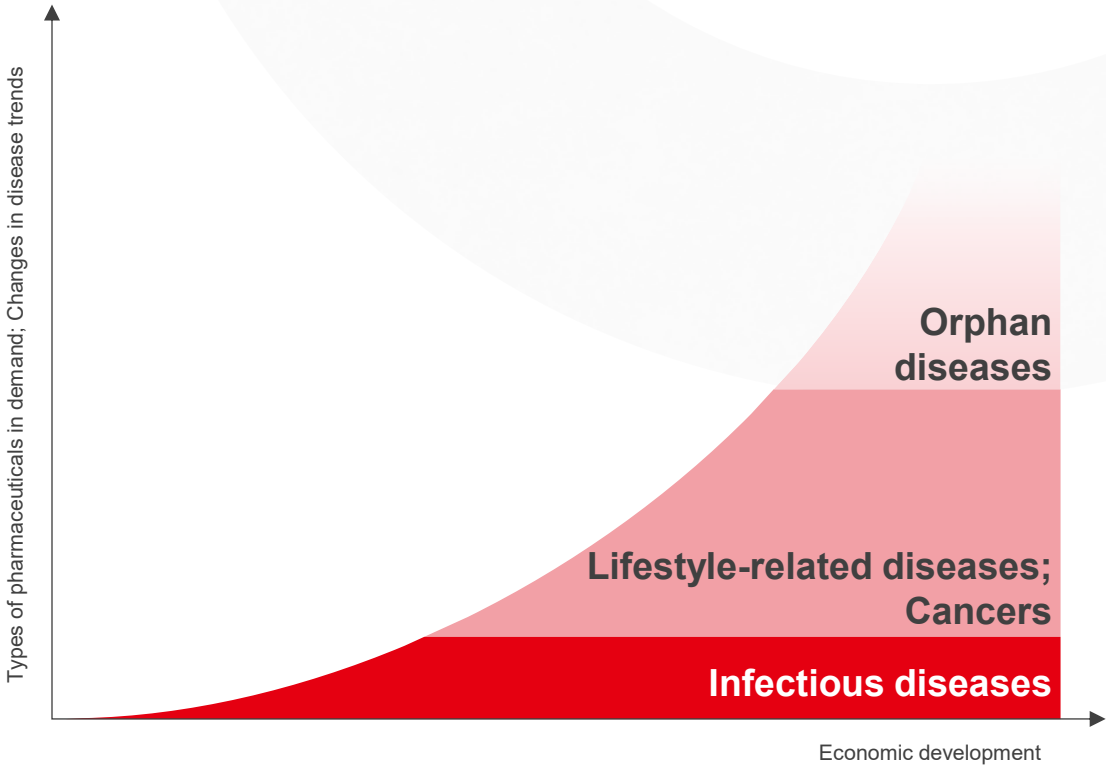 Types of pharmaceuticals in demand; Changes in disease trends
Orphan
diseases
Lifestyle-related diseases;
Cancers
Infectious diseases
Economic development